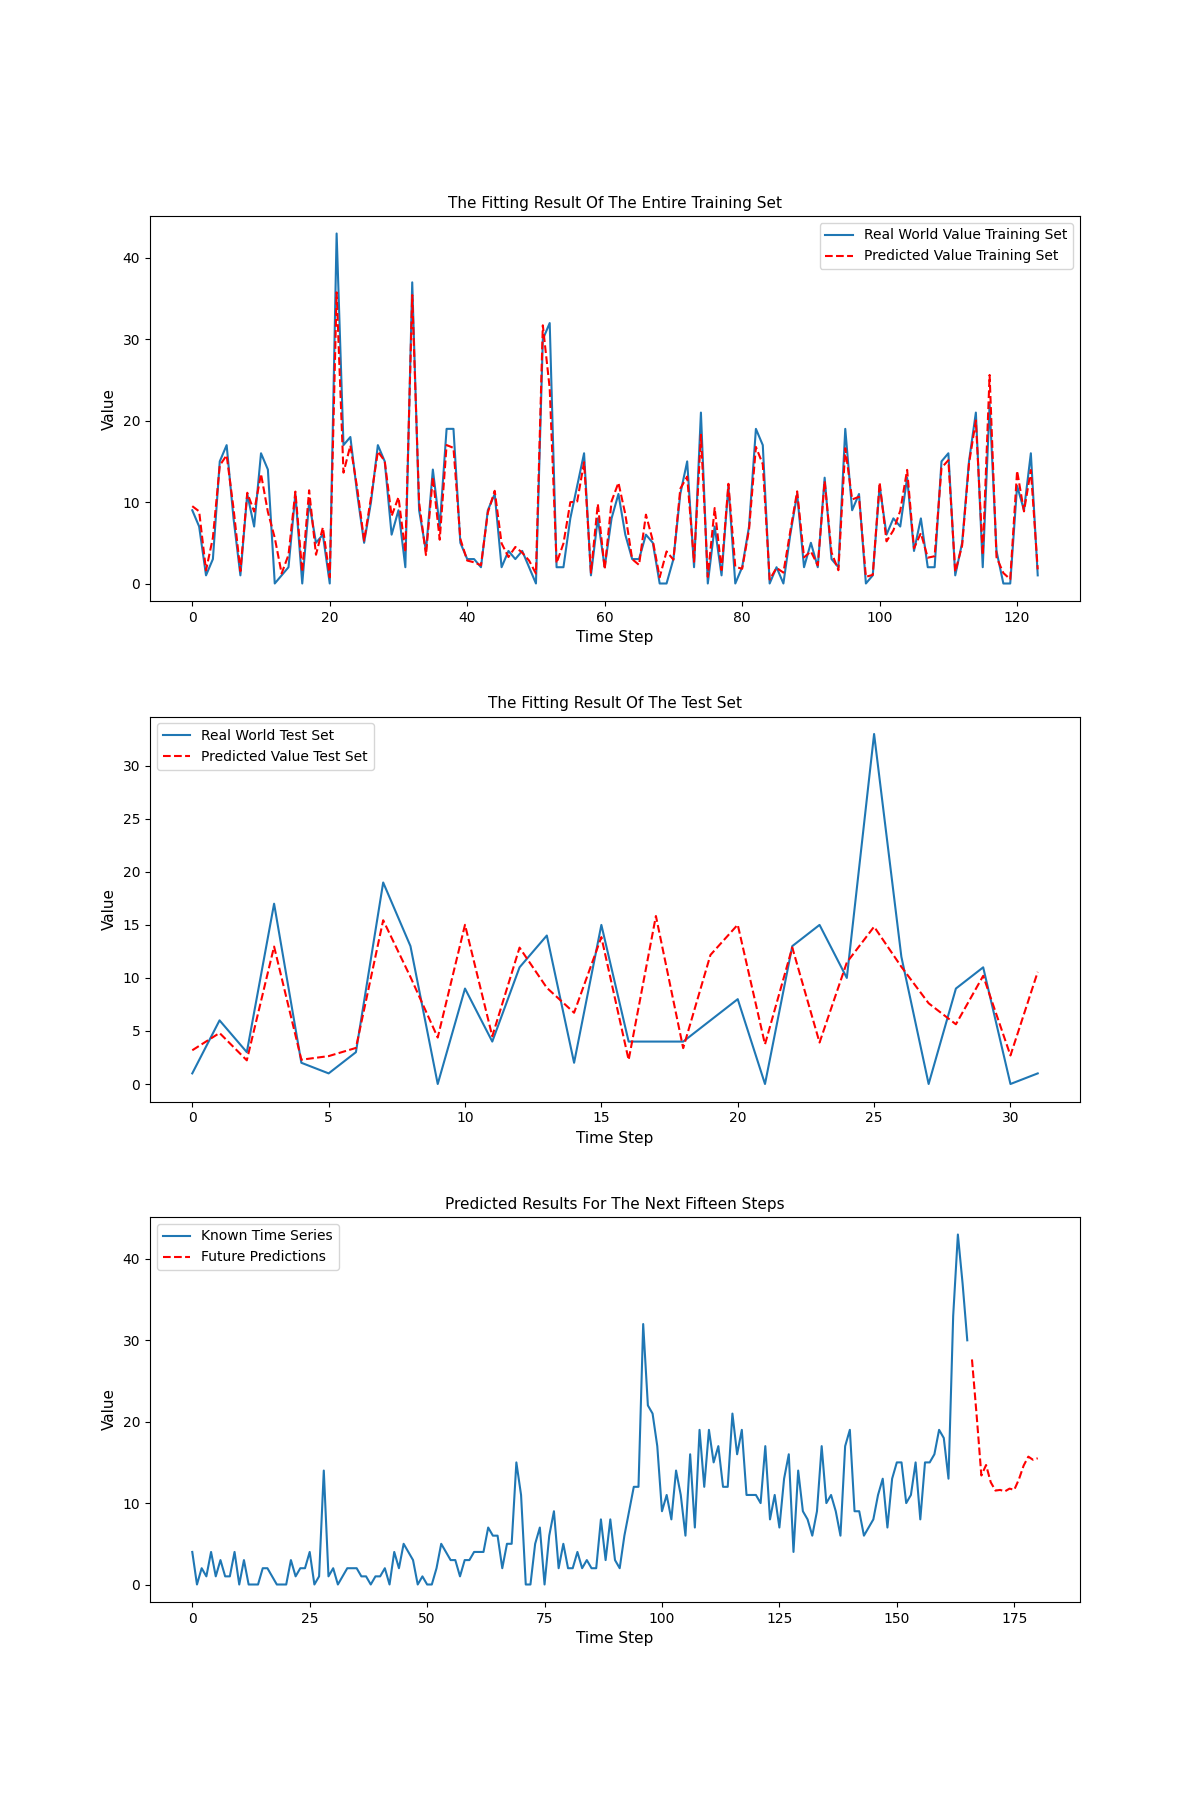 The Fitting Result Of The Entire Training Set
Real World Value Training Set
Predicted Value Training Set
Value
40
30
20
10
0
0 20 40 60 80 100 120
Time Step
The Fitting Result Of The Test Set
Real World Test Set
Predicted Value Test Set
Value
30
25
20
15
10
5
0
0 5 10 15 20 25 30
Time Step
Predicted Results For The Next Fifteen Steps
Known Time Series
Future Predictions
Value
40
30
20
10
0
0 25 50 75 100 125 150 175
Time Step